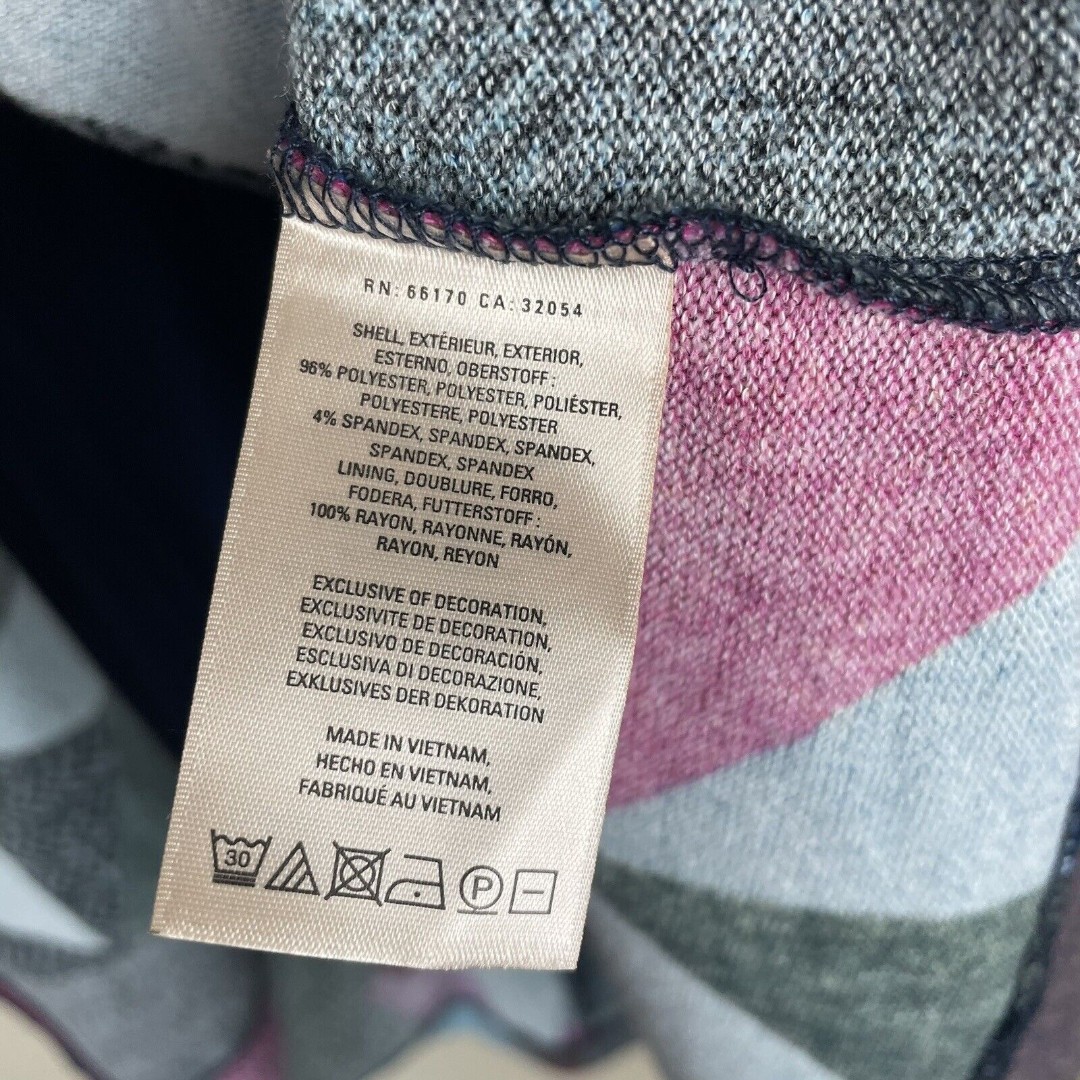 RN: 66170 CA: 32054
SHELL, EXTÉRIEUR, EXTERIOR,
ESTERNO, OBERSTOFF :
96% POLYESTER, POLYESTER, POLIÉSTER,
POLYESTERE, POLYESTER
4% SPANDEX, SPANDEX, SPANDEX,
SPANDEX, SPANDEX
LINING, DOUBLURE, FORRO,
FODERA, FUTTERSTOFF :
100% RAYON, RAYONNE, RAYÓN,
RAYON, REYON
EXCLUSIVE OF DECORATION,
EXCLUSIVITE DE DECORATION,
EXCLUSIVO DE DECORACIÓN,
ESCLUSIVA DI DECORAZIONE,
EXKLUSIVES DER DEKORATION
MADE IN VIETNAM,
HECHO EN VIETNAM,
FABRIQUÉ AU VIETNAM
30 P